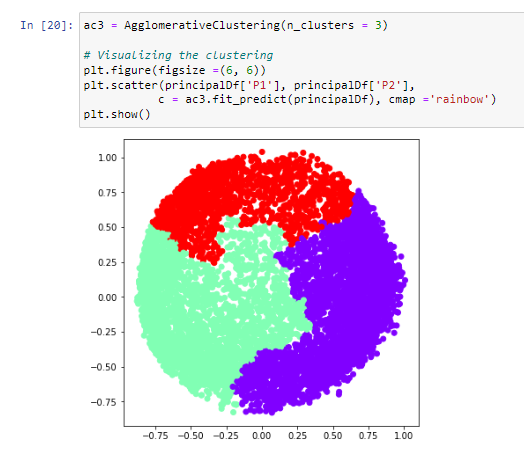 In [20]: ac3 = AgglomerativeClustering(n_clusters = 3)
# Visualizing the clustering
plt.figure(figsize =(6, 6))
plt.scatter(principalDf['P1'], principalDf['P2'],
c = ac3.fit_predict(principalDf), cmap ='rainbow')
plt.show()
1.00
0.75
0.50
0.25
0.00
−0.25
−0.50
−0.75
−0.75 −0.50 −0.25 0.00 0.25 0.50 0.75 1.00